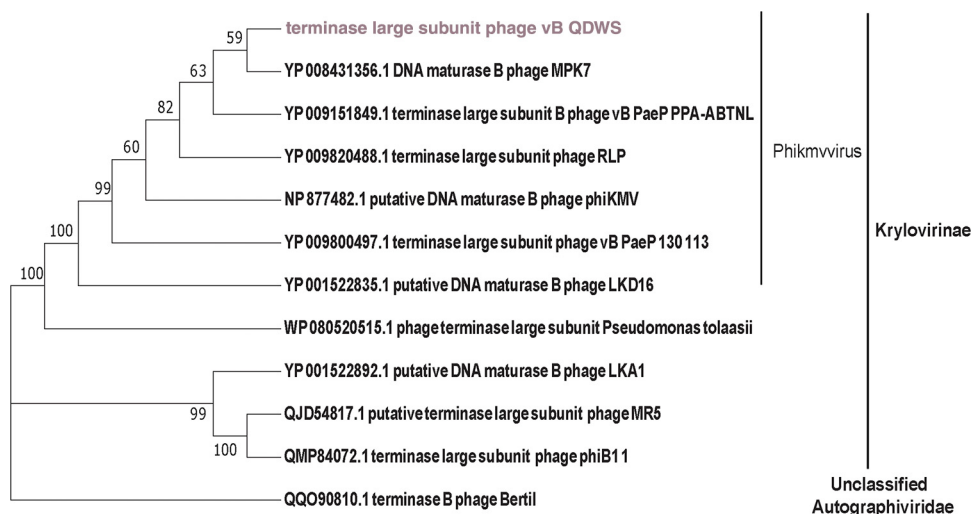 terminase large subunit phage vB QDWS
59
YP 008431356.1 DNA maturase B phage MPK7
63
YP 009151849.1 terminase large subunit B phage vB PaeP PPA-ABTNL
82
YP 009820488.1 terminase large subunit phage RLP
Phikmvvirus
60
NP 877482.1 putative DNA maturase B phage phiKMV
99
YP 009800497.1 terminase large subunit phage vB PaeP 130 113
Krylovirinae
100
YP 001522835.1 putative DNA maturase B phage LKD16
100
WP 080520515.1 phage terminase large subunit Pseudomonas tolaasii
YP 001522892.1 putative DNA maturase B phage LKA1
99
QJD54817.1 putative terminase large subunit phage MR5
100
QMP84072.1 terminase large subunit phage phiB1 1
QQO90810.1 terminase B phage Bertil
Unclassified
Autographiviridae